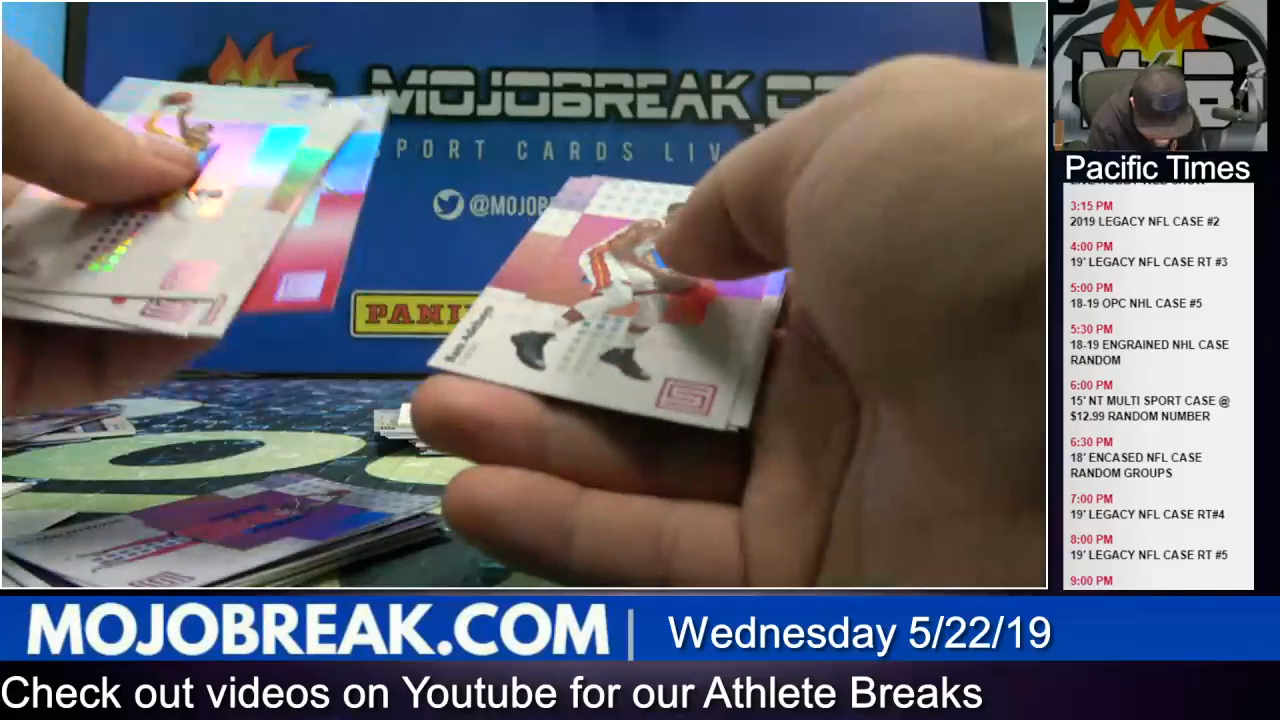 MOJOBREAK.CO
PORT CARDS LIV
@MOJOB
PANI
Bam Adebayo
Pacific Times
3:15 PM
2019 LEGACY NFL CASE #2
4:00 PM
19' LEGACY NFL CASE RT #3
5:00 PM
18-19 OPC NHL CASE #5
5:30 PM
18-19 ENGRAINED NHL CASE
RANDOM
6:00 PM
15' NT MULTI SPORT CASE @
$12.99 RANDOM NUMBER
6:30 PM
18' ENCASED NFL CASE
RANDOM GROUPS
7:00 PM
19' LEGACY NFL CASE RT#4
8:00 PM
19' LEGACY NFL CASE RT #5
9:00 PM
MOJOBREAK.COM
Wednesday 5/22/19
Check out videos on Youtube for our Athlete Breaks